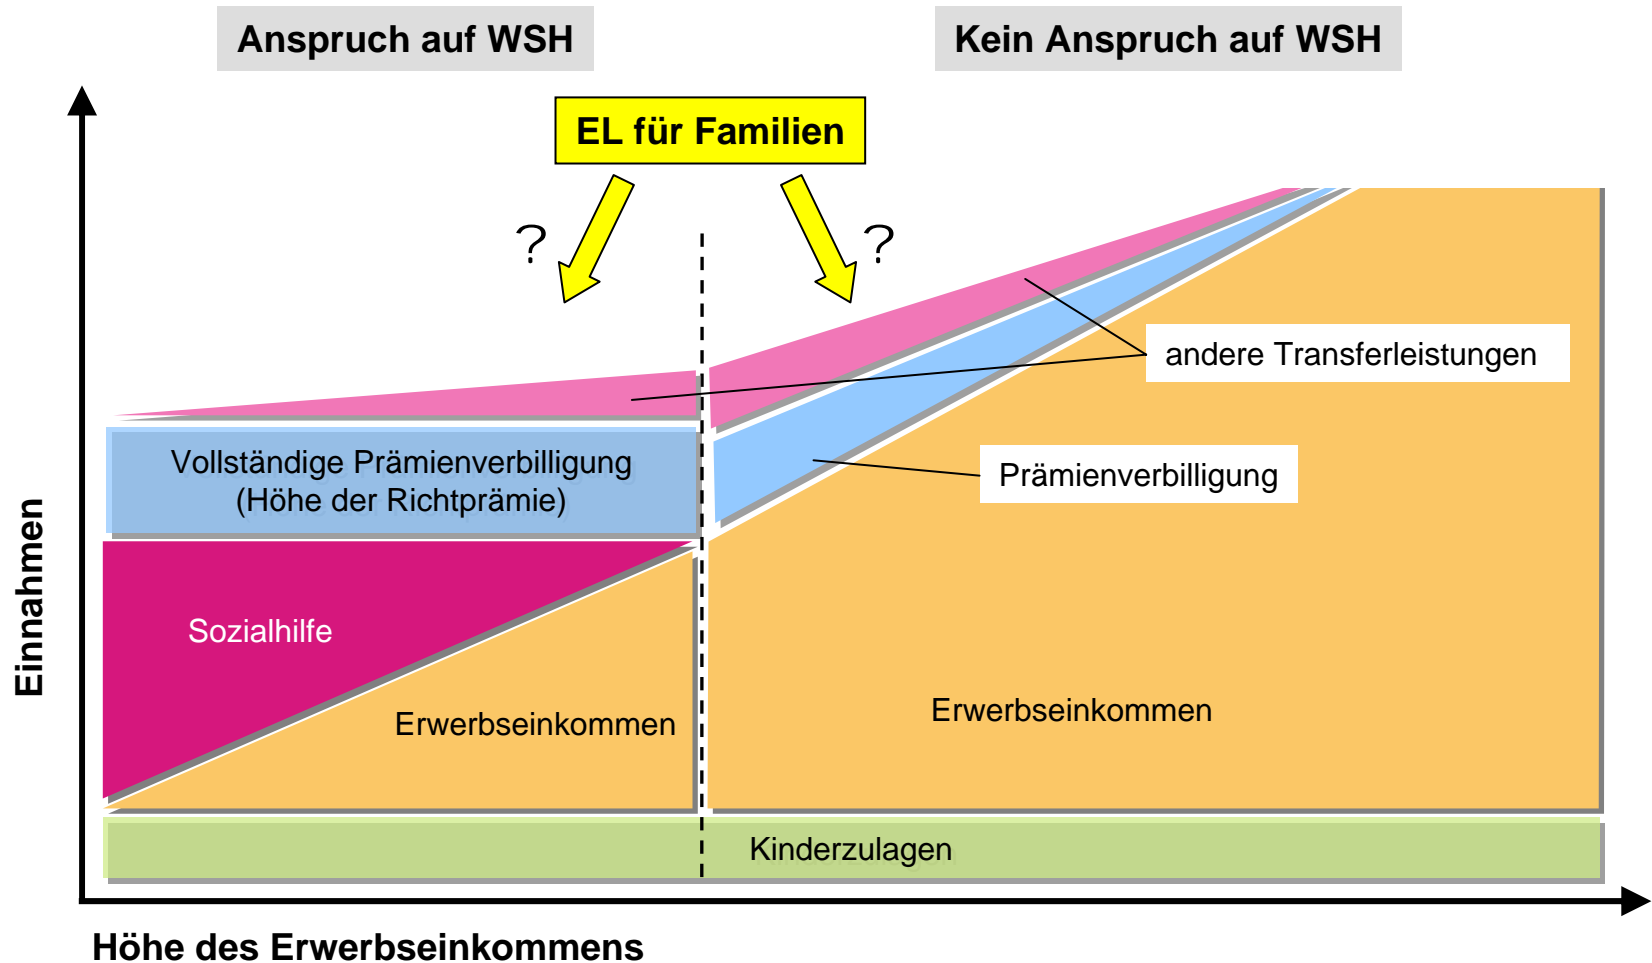 Anspruch auf WSH
Kein Anspruch auf WSH
EL für Familien
?
?
andere Transferleistungen
Vollständige Prämienverbilligung
(Höhe der Richtprämie)
Prämienverbilligung
Einnahmen
Sozialhilfe
Erwerbseinkommen
Erwerbseinkommen
Kinderzulagen
Höhe des Erwerbseinkommens